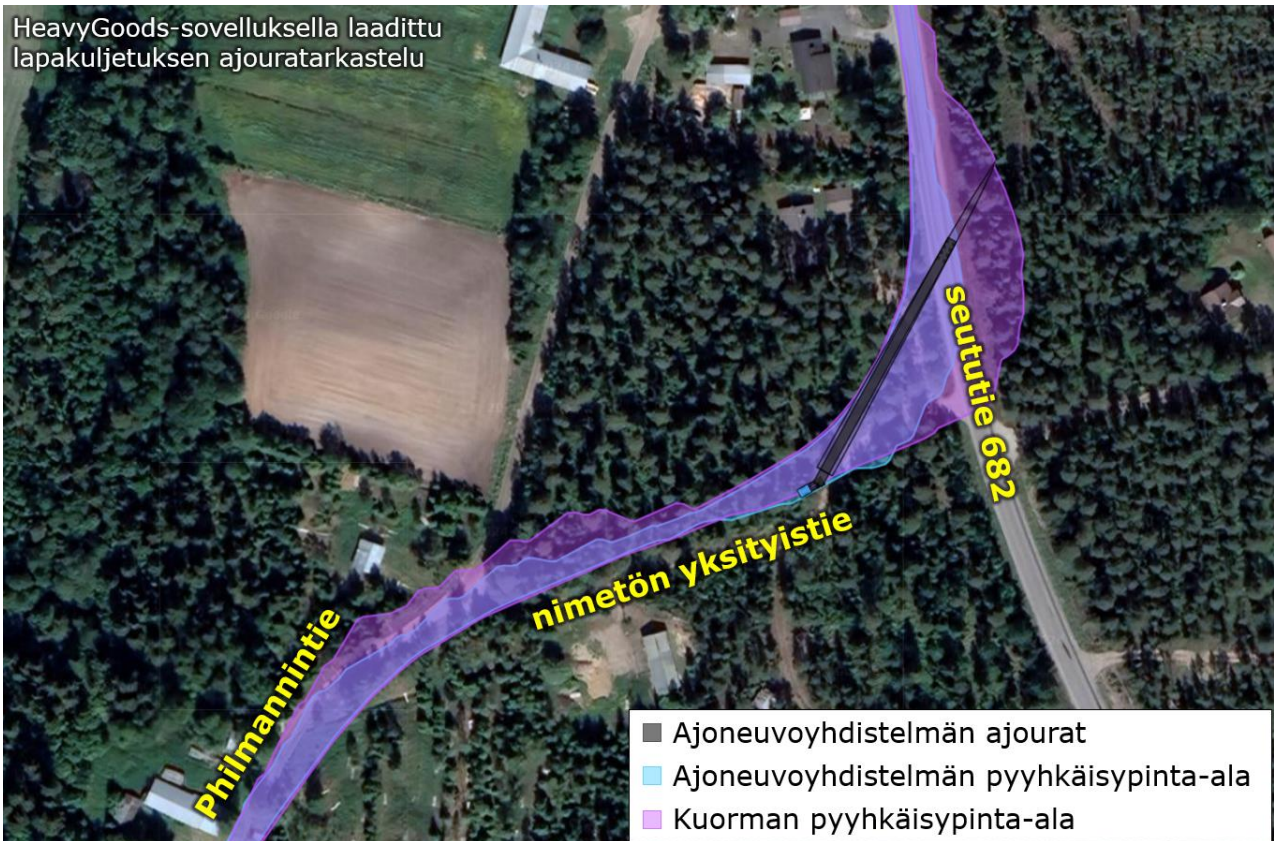 HeavyGoods-sovelluksella laadittu
lapakuljetuksen ajouratarkastelu
seututie 682
nimetön yksityistie
Philmannintie
Ajoneuvoyhdistelmän ajourat
Ajoneuvoyhdistelmän pyyhkäisypinta-ala
Kuorman pyyhkäisypinta-ala